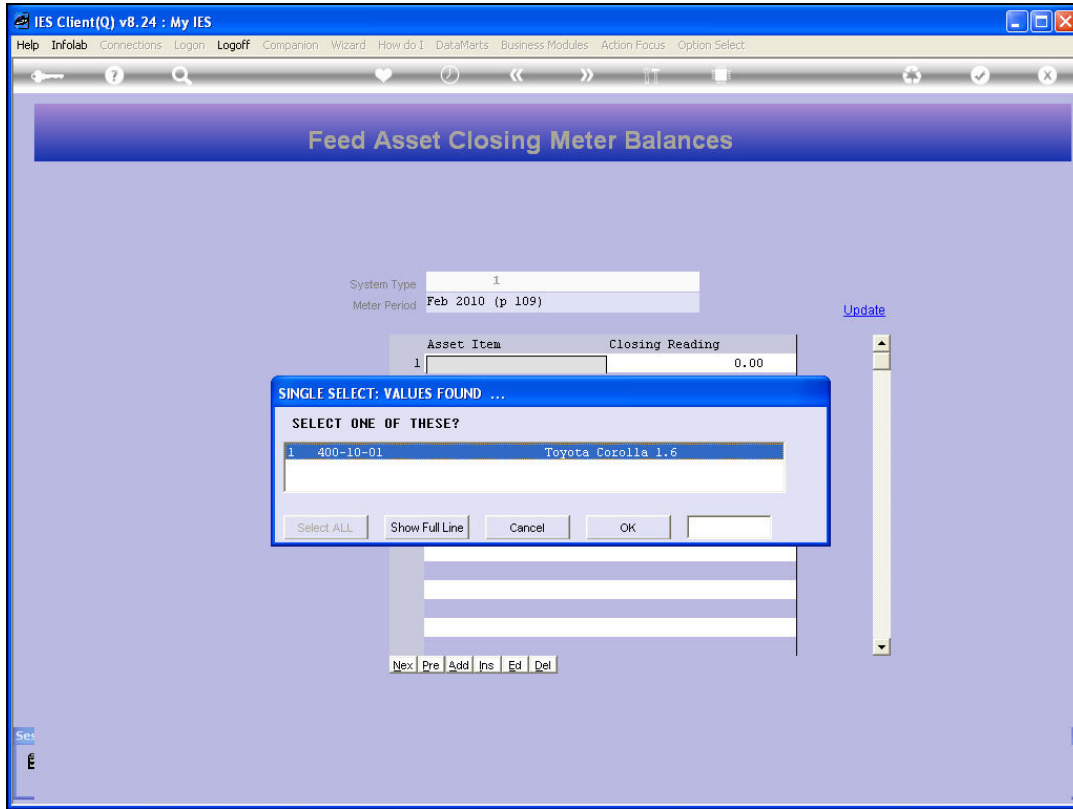 IES Client(Q) v8.24 : My IES
Help Infolab Connections Logon Logoff Companion Wizard How do I DataMarts Business Modules Action Focus Option Select
Feed Asset Closing Meter Balances
System Type 1
Meter Period Feb 2010 (p 109)
Update
Asset Item Closing Reading
1 0.00
SINGLE SELECT: VALUES FOUND ...
SELECT ONE OF THESE?
1 400-10-01 Toyota Corolla 1.6
Select ALL Show Full Line Cancel OK
Nex Pre Add Ins Ed Del
Ses